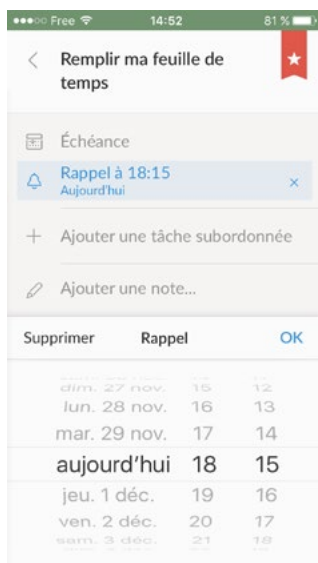 Free 14:52 81 %
Remplir ma feuille de
temps
Échéance
Rappel à 18:15
Aujourd'hui
Ajouter une tâche subordonnée
Ajouter une note...
Supprimer Rappel OK
dim. 27 nov. 15 12
lun. 28 nov. 16 13
mar. 29 nov. 17 14
aujourd'hui 18 15
jeu. 1 déc. 19 16
ven. 2 déc. 20 17
sam. 3 déc. 21 18